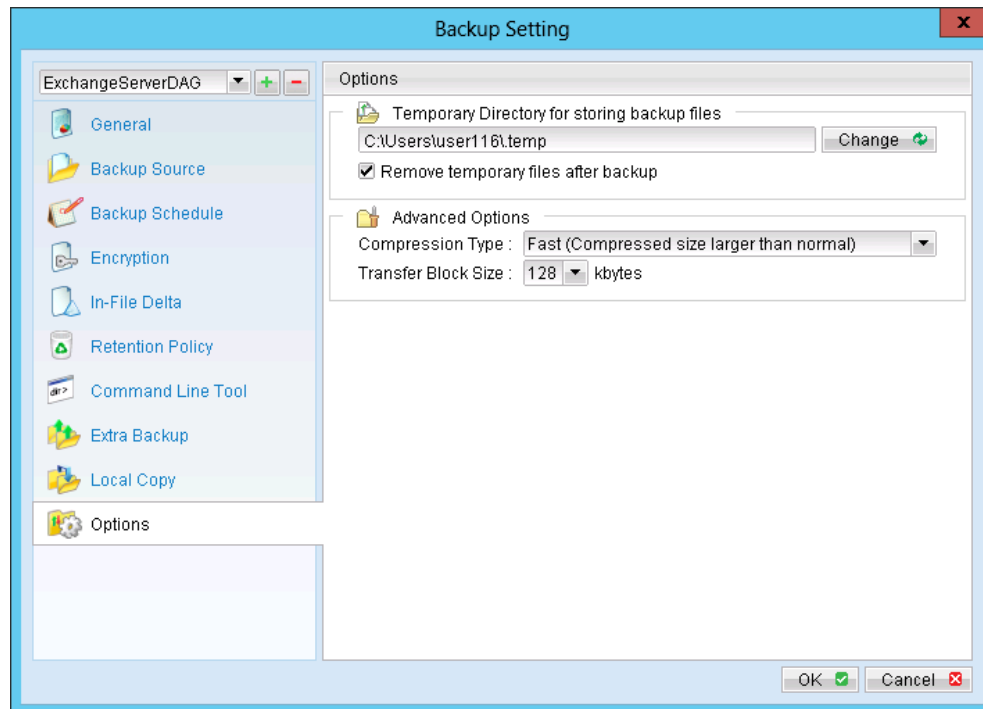 Backup Setting
x
ExchangeServerDAG
General
Backup Source
Backup Schedule
Encryption
In-File Delta
Retention Policy
dir>
Command Line Tool
Extra Backup
Local Copy
Options
Options
Temporary Directory for storing backup files
C:\Users\user116\.temp
Change
Remove temporary files after backup
Advanced Options
Compression Type : Fast (Compressed size larger than normal)
Transfer Block Size : 128 kbytes
OK
Cancel